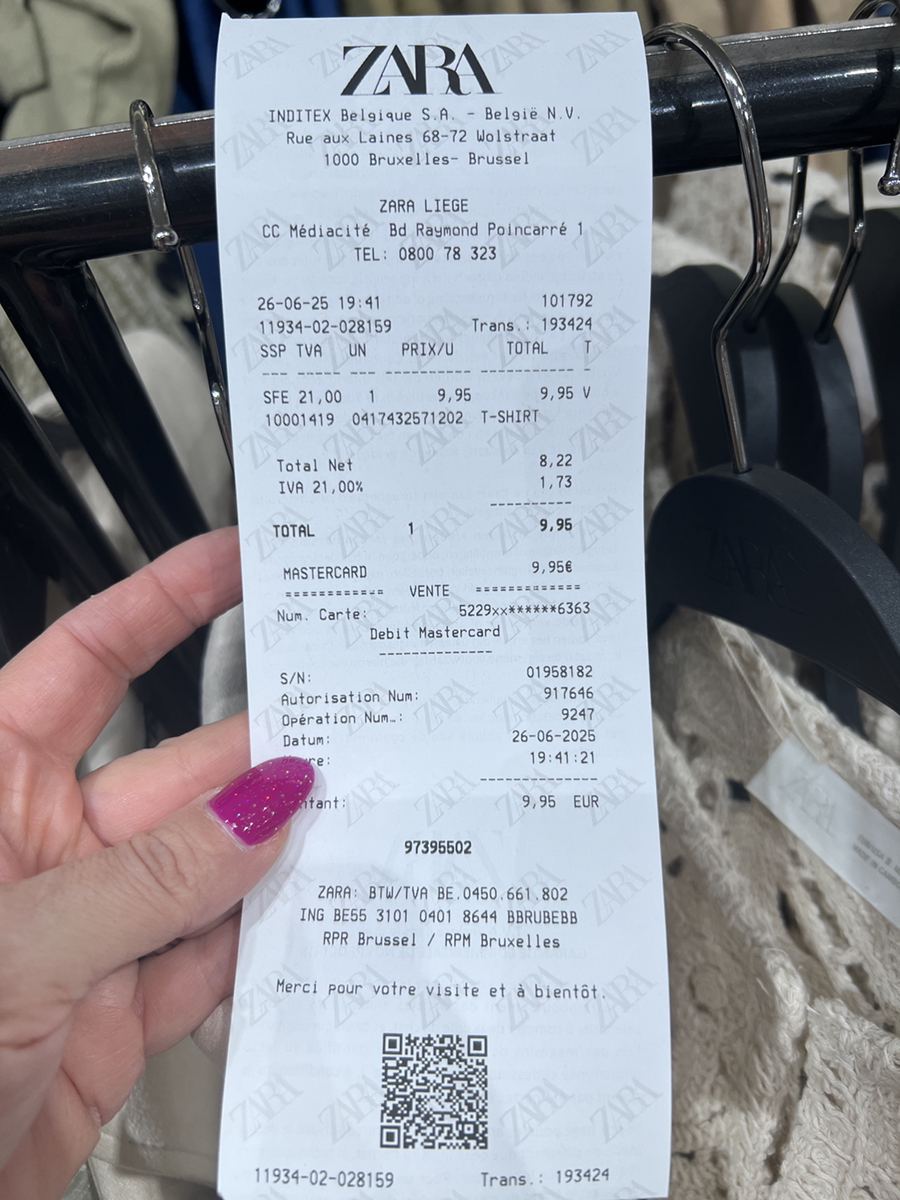 ZARA
INDITEX Belgique S.A. - België N.V.
Rue aux Laines 68-72 Wolstraat
1000 Bruxelles- Brussel
ZARA LIEGE
CC Médiacité Bd Raymond Poincarré 1
TEL: 0800 78 323
26-06-25 19:41 101792
11934-02-028159 Trans.: 193424
SSP TVA UN PRIX/U TOTAL T
--- ----- --- ---------- ----------- -
SFE 21,00 1 9,95 9,95 V
10001419 0417432571202 T-SHIRT
Total Net 8,22
IVA 21,00% 1,73
----------
TOTAL 1 9,95
MASTERCARD 9,95€
============ VENTE ============
Num. Carte: 5229xx******6363
Debit Mastercard
--------------
S/N: 01958182
Autorisation Num: 917646
Opération Num…: 9247
Datum: 26-06-2025
re: 19:41:21
--------------
ntant: 9,95 EUR
97395502
ZARA: BTW/TVA BE.0450.661.802
ING BE55 3101 0401 8644 BBRUBEBB
RPR Brussel / RPM Bruxelles
Merci pour votre visite et à bientôt.
11934-02-028159 Trans.: 193424
ZARA